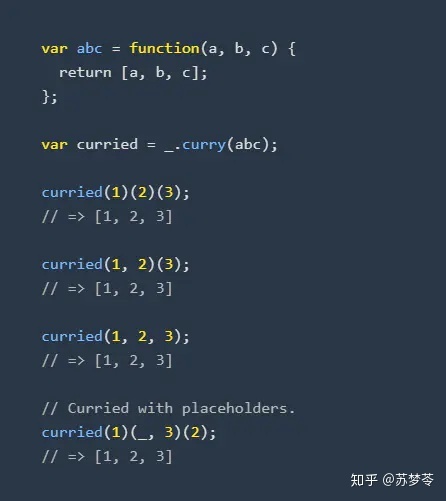 var abc = function(a, b, c) {
  return [a, b, c];
};
var curried = _.curry(abc);
curried(1)(2)(3);
// => [1, 2, 3]
curried(1, 2)(3);
// => [1, 2, 3]
curried(1, 2, 3);
// => [1, 2, 3]
// Curried with placeholders.
curried(1)(_, 3)(2);
// => [1, 2, 3]
知乎 @苏梦苓